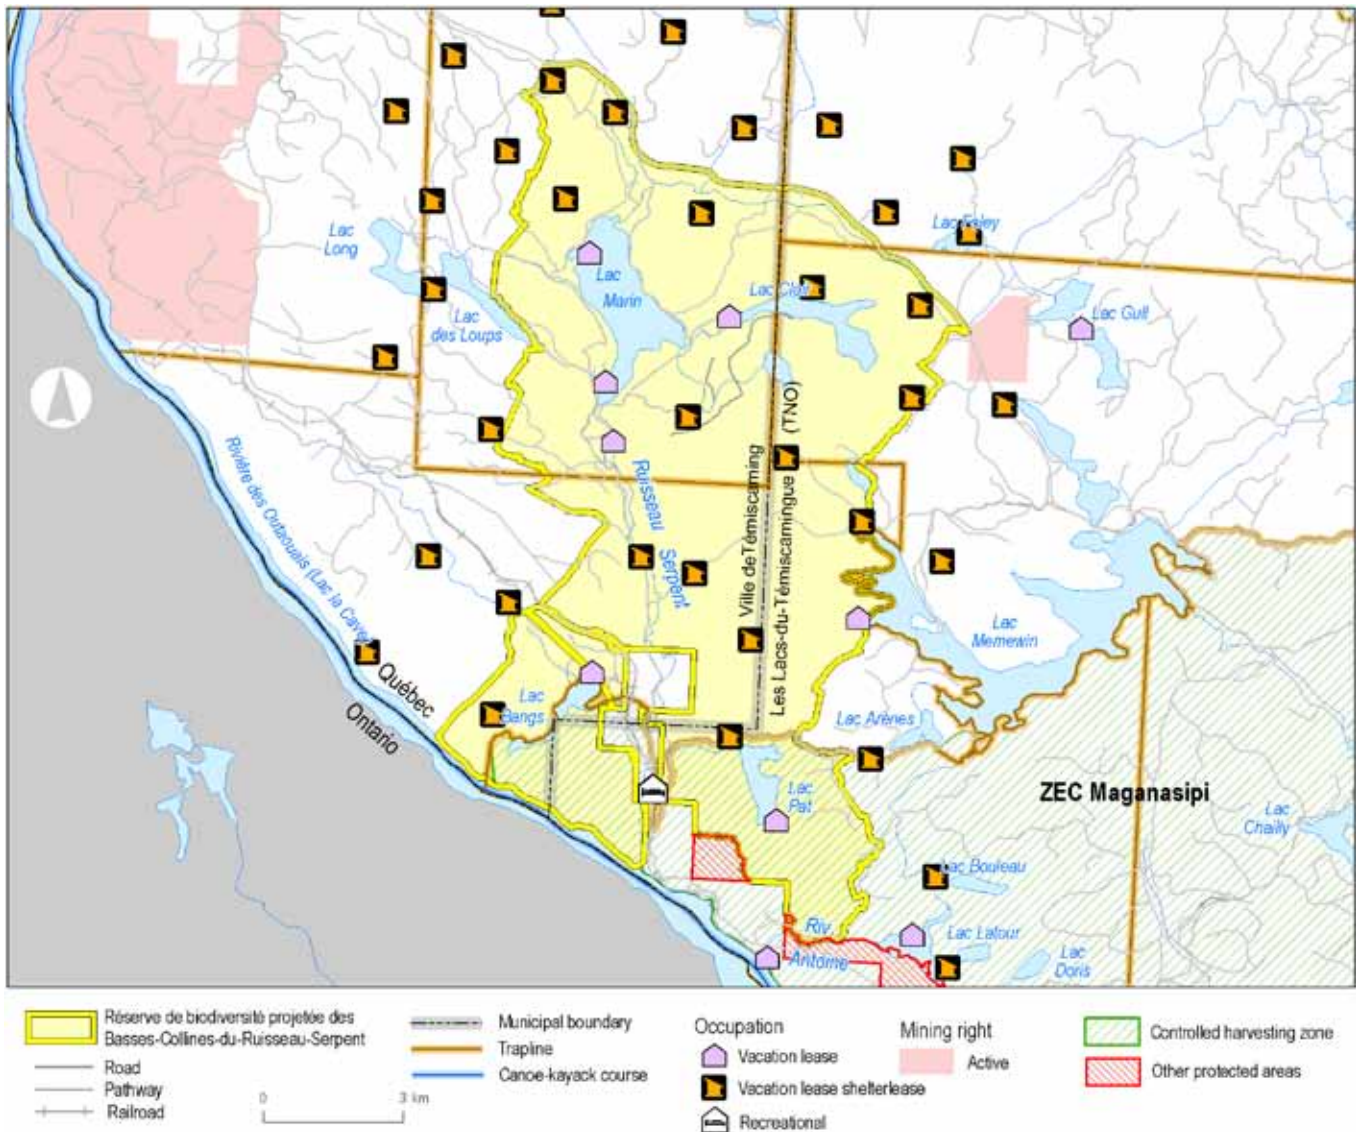 Lac
Long
Lac
des Loups
Lac
Marin
Lac Clair
Lac Foley
Lac Gull
Rivière des Outaouais (Lac la Cave)
Québec
Ontario
Ruisseau
Serpent
Ville de Témiscaming
Les Lacs-du-Témiscamingue (TNO)
Lac
Memewin
Lac
Bangs
Lac Arènes
Lac
Pat
ZEC Maganasipi
Lac
Chailly
Lac Bouleau
Lac Latour
Lac
Doris
Riv.
Antoine
Réserve de biodiversité projetée des
Basses-Collines-du-Ruisseau-Serpent
Road
Pathway
Railroad
0 3 km
Municipal boundary
Trapline
Canoe-kayack course
Occupation
Vacation lease
Vacation lease shelterlease
Recreational
Mining right
Active
Controlled harvesting zone
Other protected areas